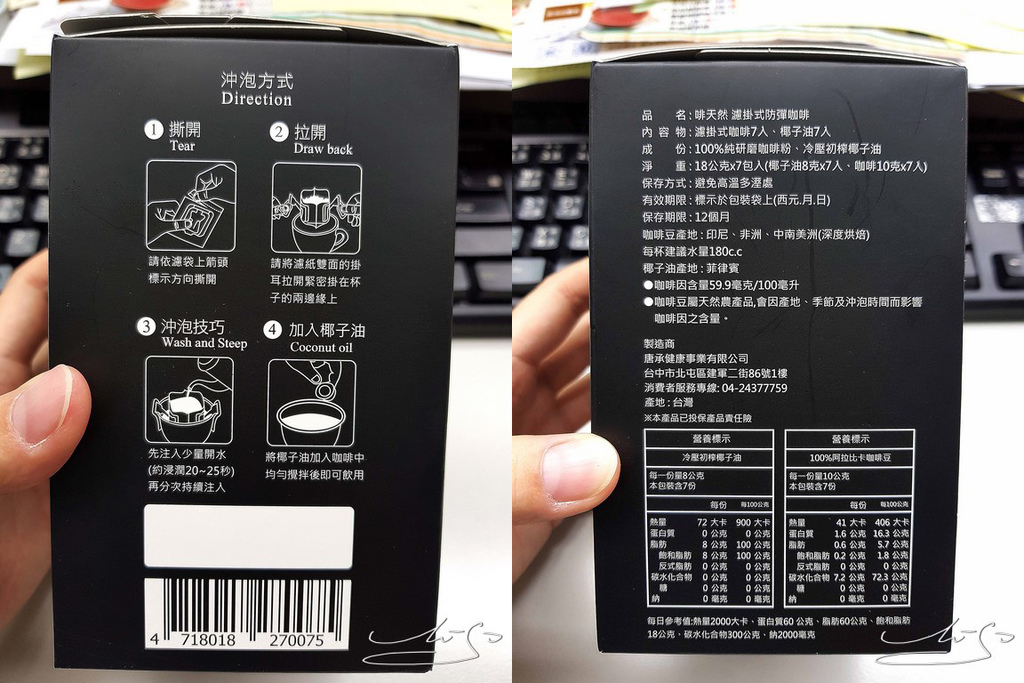 沖泡方式
Direction
1 撕開
Tear
請依濾袋上箭頭
標示方向撕開
2 拉開
Draw back
請將濾紙雙面的掛
耳拉開緊密掛在杯
子的兩邊緣上
3 沖泡技巧
Wash and Steep
先注入少量開水
(約浸潤20~25秒)
再分次持續注入
4 加入椰子油
Coconut oil
將椰子油加入咖啡中
均勻攪拌後即可飲用
4 718018 270075
品名:啡天然 濾掛式防彈咖啡
內容物:濾掛式咖啡7入、椰子油7入
成份:100%純研磨咖啡粉、冷壓初榨椰子油
淨重:18公克x7包入(椰子油8克x7入、咖啡10克x7入)
保存方式:避免高溫多溼處
有效期限:標示於包裝袋上(西元.月.日)
保存期限:12個月
咖啡豆產地:印尼、非洲、中南美洲(深度烘焙)
每杯建議水量180c.c
椰子油產地:菲律賓
●咖啡因含量59.9毫克/100毫升
●咖啡豆屬天然農產品,會因產地、季節及沖泡時間而影響
咖啡因之含量。
製造商
唐承健康事業有限公司
台中市北屯區建軍二街86號1樓
消費者服務專線:04-24377759
產地:台灣
※本產品已投保產品責任險
營養標示
冷壓初榨椰子油
每一份量8公克
本包裝含7份
每份 每100公克
熱量 72 大卡 900 大卡
蛋白質 0 公克 0 公克
脂肪 8 公克 100 公克
飽和脂肪 8 公克 100 公克
反式脂肪 0 公克 0 公克
碳水化合物 0 公克 0 公克
糖 0 公克 0 公克
鈉 0 毫克 0 毫克
營養標示
100%阿拉比卡咖啡豆
每一份量10公克
本包裝含7份
每份 每100公克
熱量 41 大卡 406 大卡
蛋白質 1.6 公克 16.3 公克
脂肪 0.6 公克 5.7 公克
飽和脂肪 0.2 公克 1.8 公克
反式脂肪 0 公克 0 公克
碳水化合物 7.2 公克 72.3 公克
糖 0 公克 0 公克
鈉 0 毫克 0 毫克
每日參考值:熱量2000大卡、蛋白質60 公克、脂肪60公克、飽和脂肪
18公克、碳水化合物300公克、鈉2000毫克